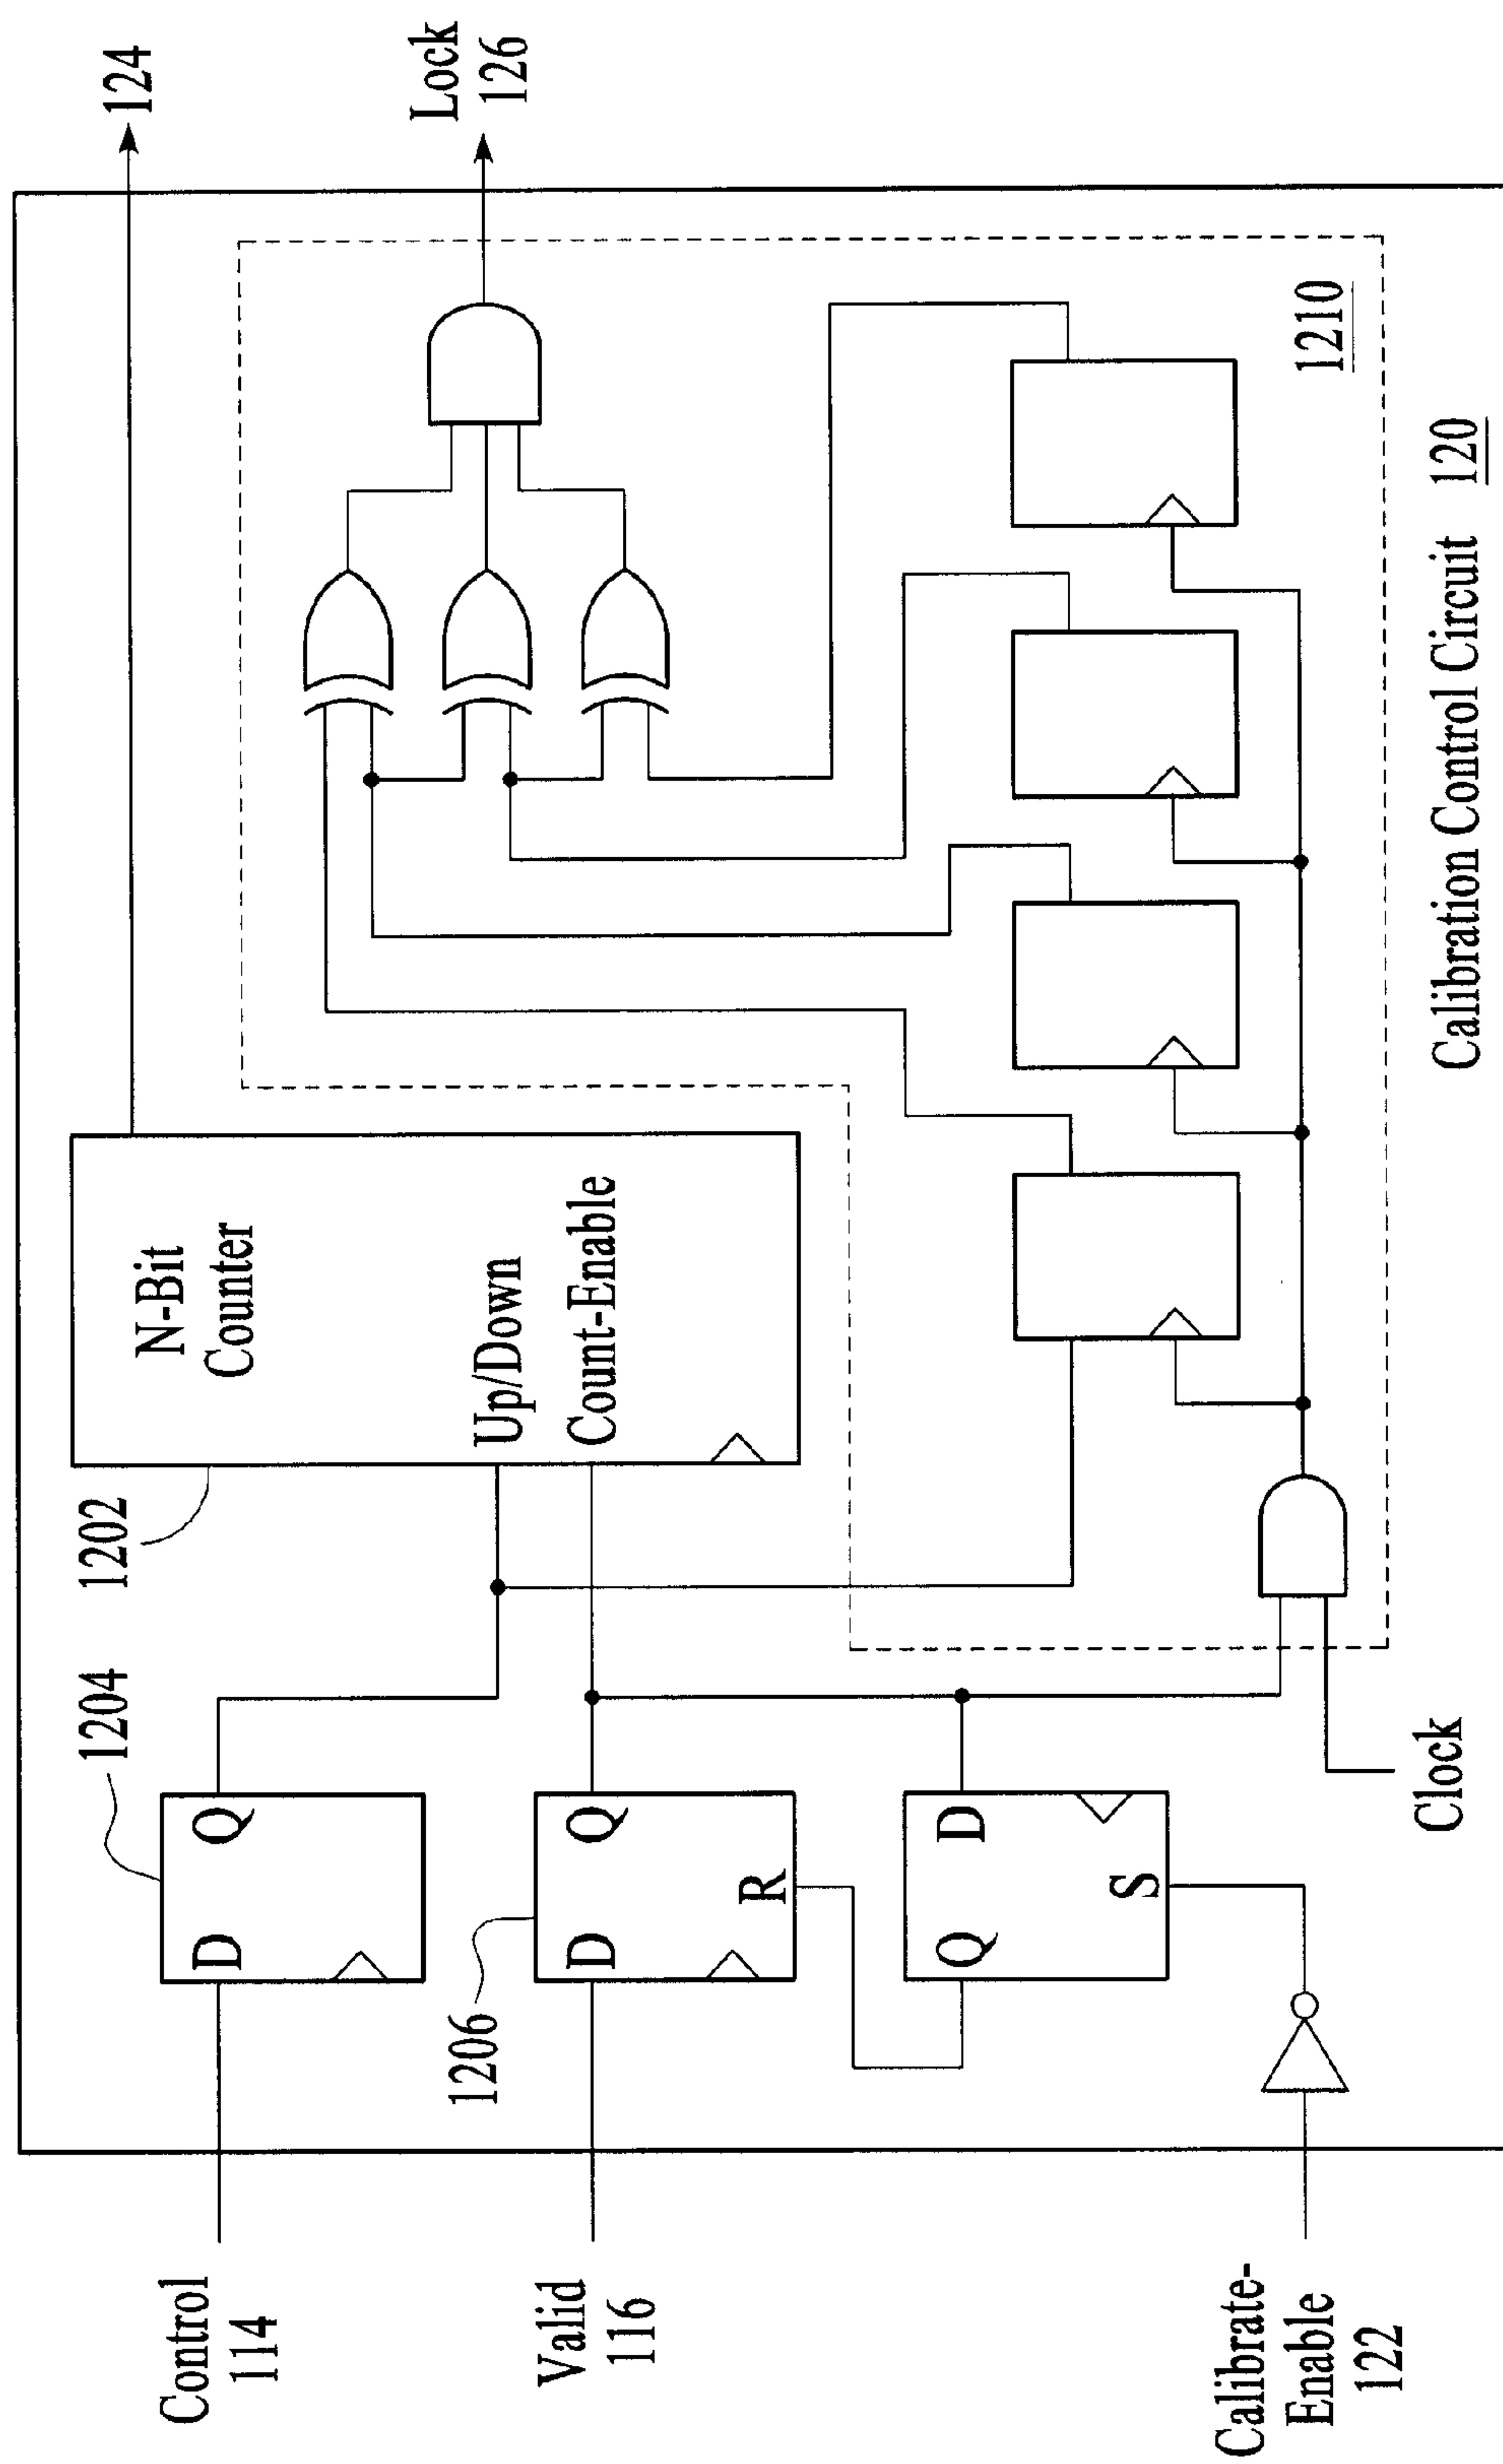 124
Lock
126
N-Bit
Counter
Up/Down
Count-Enable
1202
1204
D
Q
1206
D
Q
R
Q
D
S
Control
114
Valid
116
Calibrate-
Enable
122
Clock
1210
Calibration Control Circuit 120